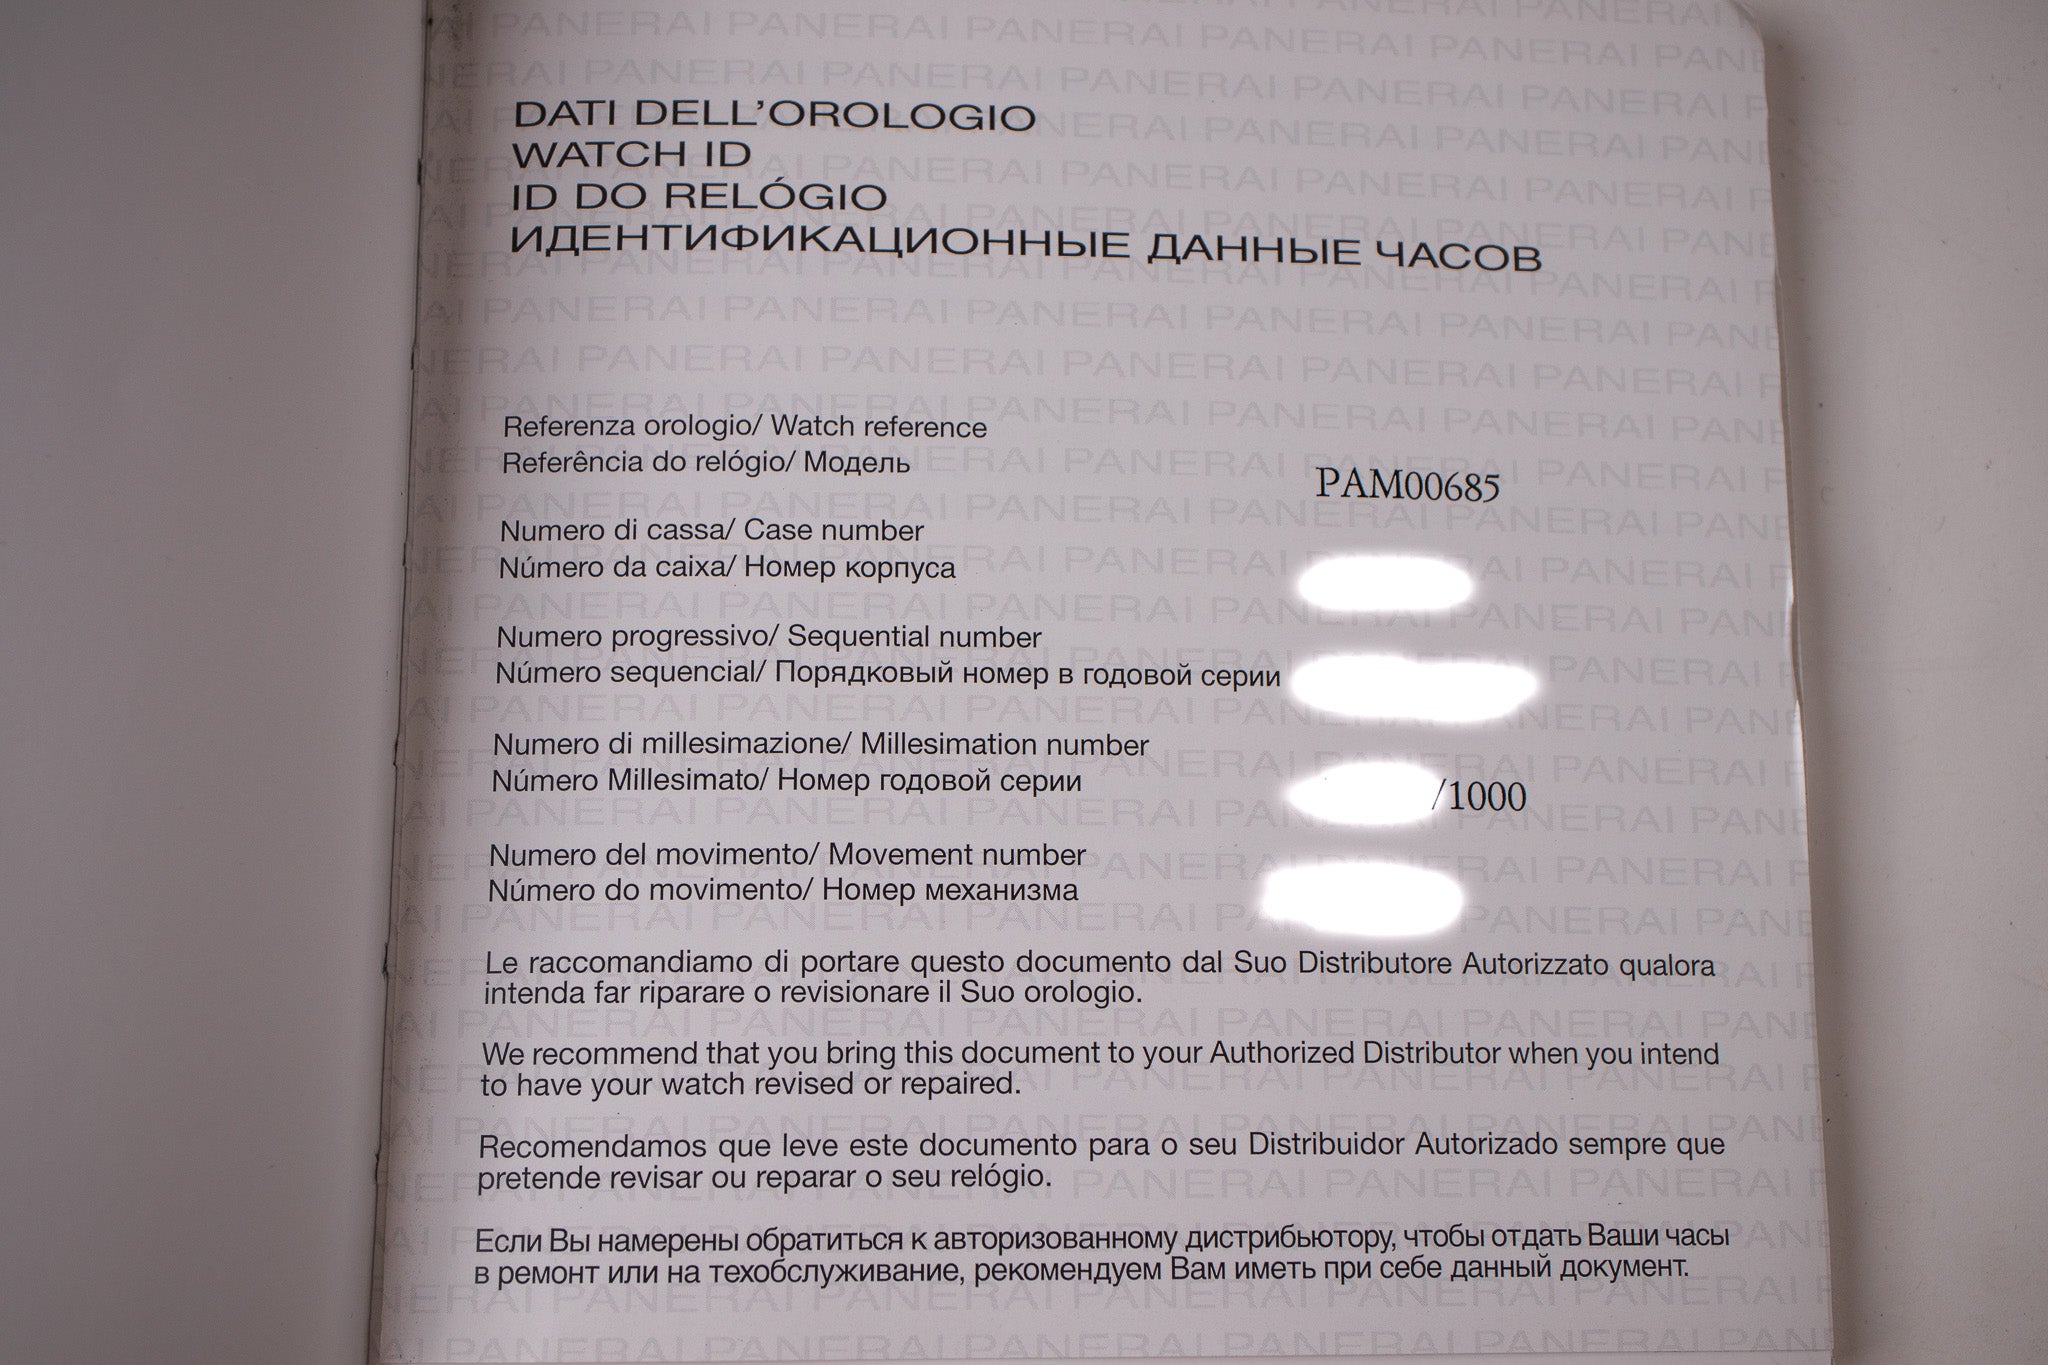 DATI DELL'OROLOGIO
WATCH ID
ID DO RELÓGIO
ИДЕНТИФИКАЦИОННЫЕ ДАННЫЕ ЧАСОВ
Referenza orologio/ Watch reference
Referência do relógio/ Модель
PAM00685
Numero di cassa/ Case number
Número da caixa/ Номер корпуса
Numero progressivo/ Sequential number
Número sequencial/ Порядковый номер в годовой серии
Numero di millesimazione/ Millesimation number
Número Millesimato/ Номер годовой серии
/1000
Numero del movimento/ Movement number
Número do movimento/ Номер механизма
Le raccomandiamo di portare questo documento dal Suo Distributore Autorizzato qualora
intenda far riparare o revisionare il Suo orologio.
We recommend that you bring this document to your Authorized Distributor when you intend
to have your watch revised or repaired.
Recomendamos que leve este documento para o seu Distribuidor Autorizado sempre que
pretende revisar ou reparar o seu relógio.
Если Вы намерены обратиться к авторизованному дистрибьютору, чтобы отдать Ваши часы
в ремонт или на техобслуживание, рекомендуем Вам иметь при себе данный документ.